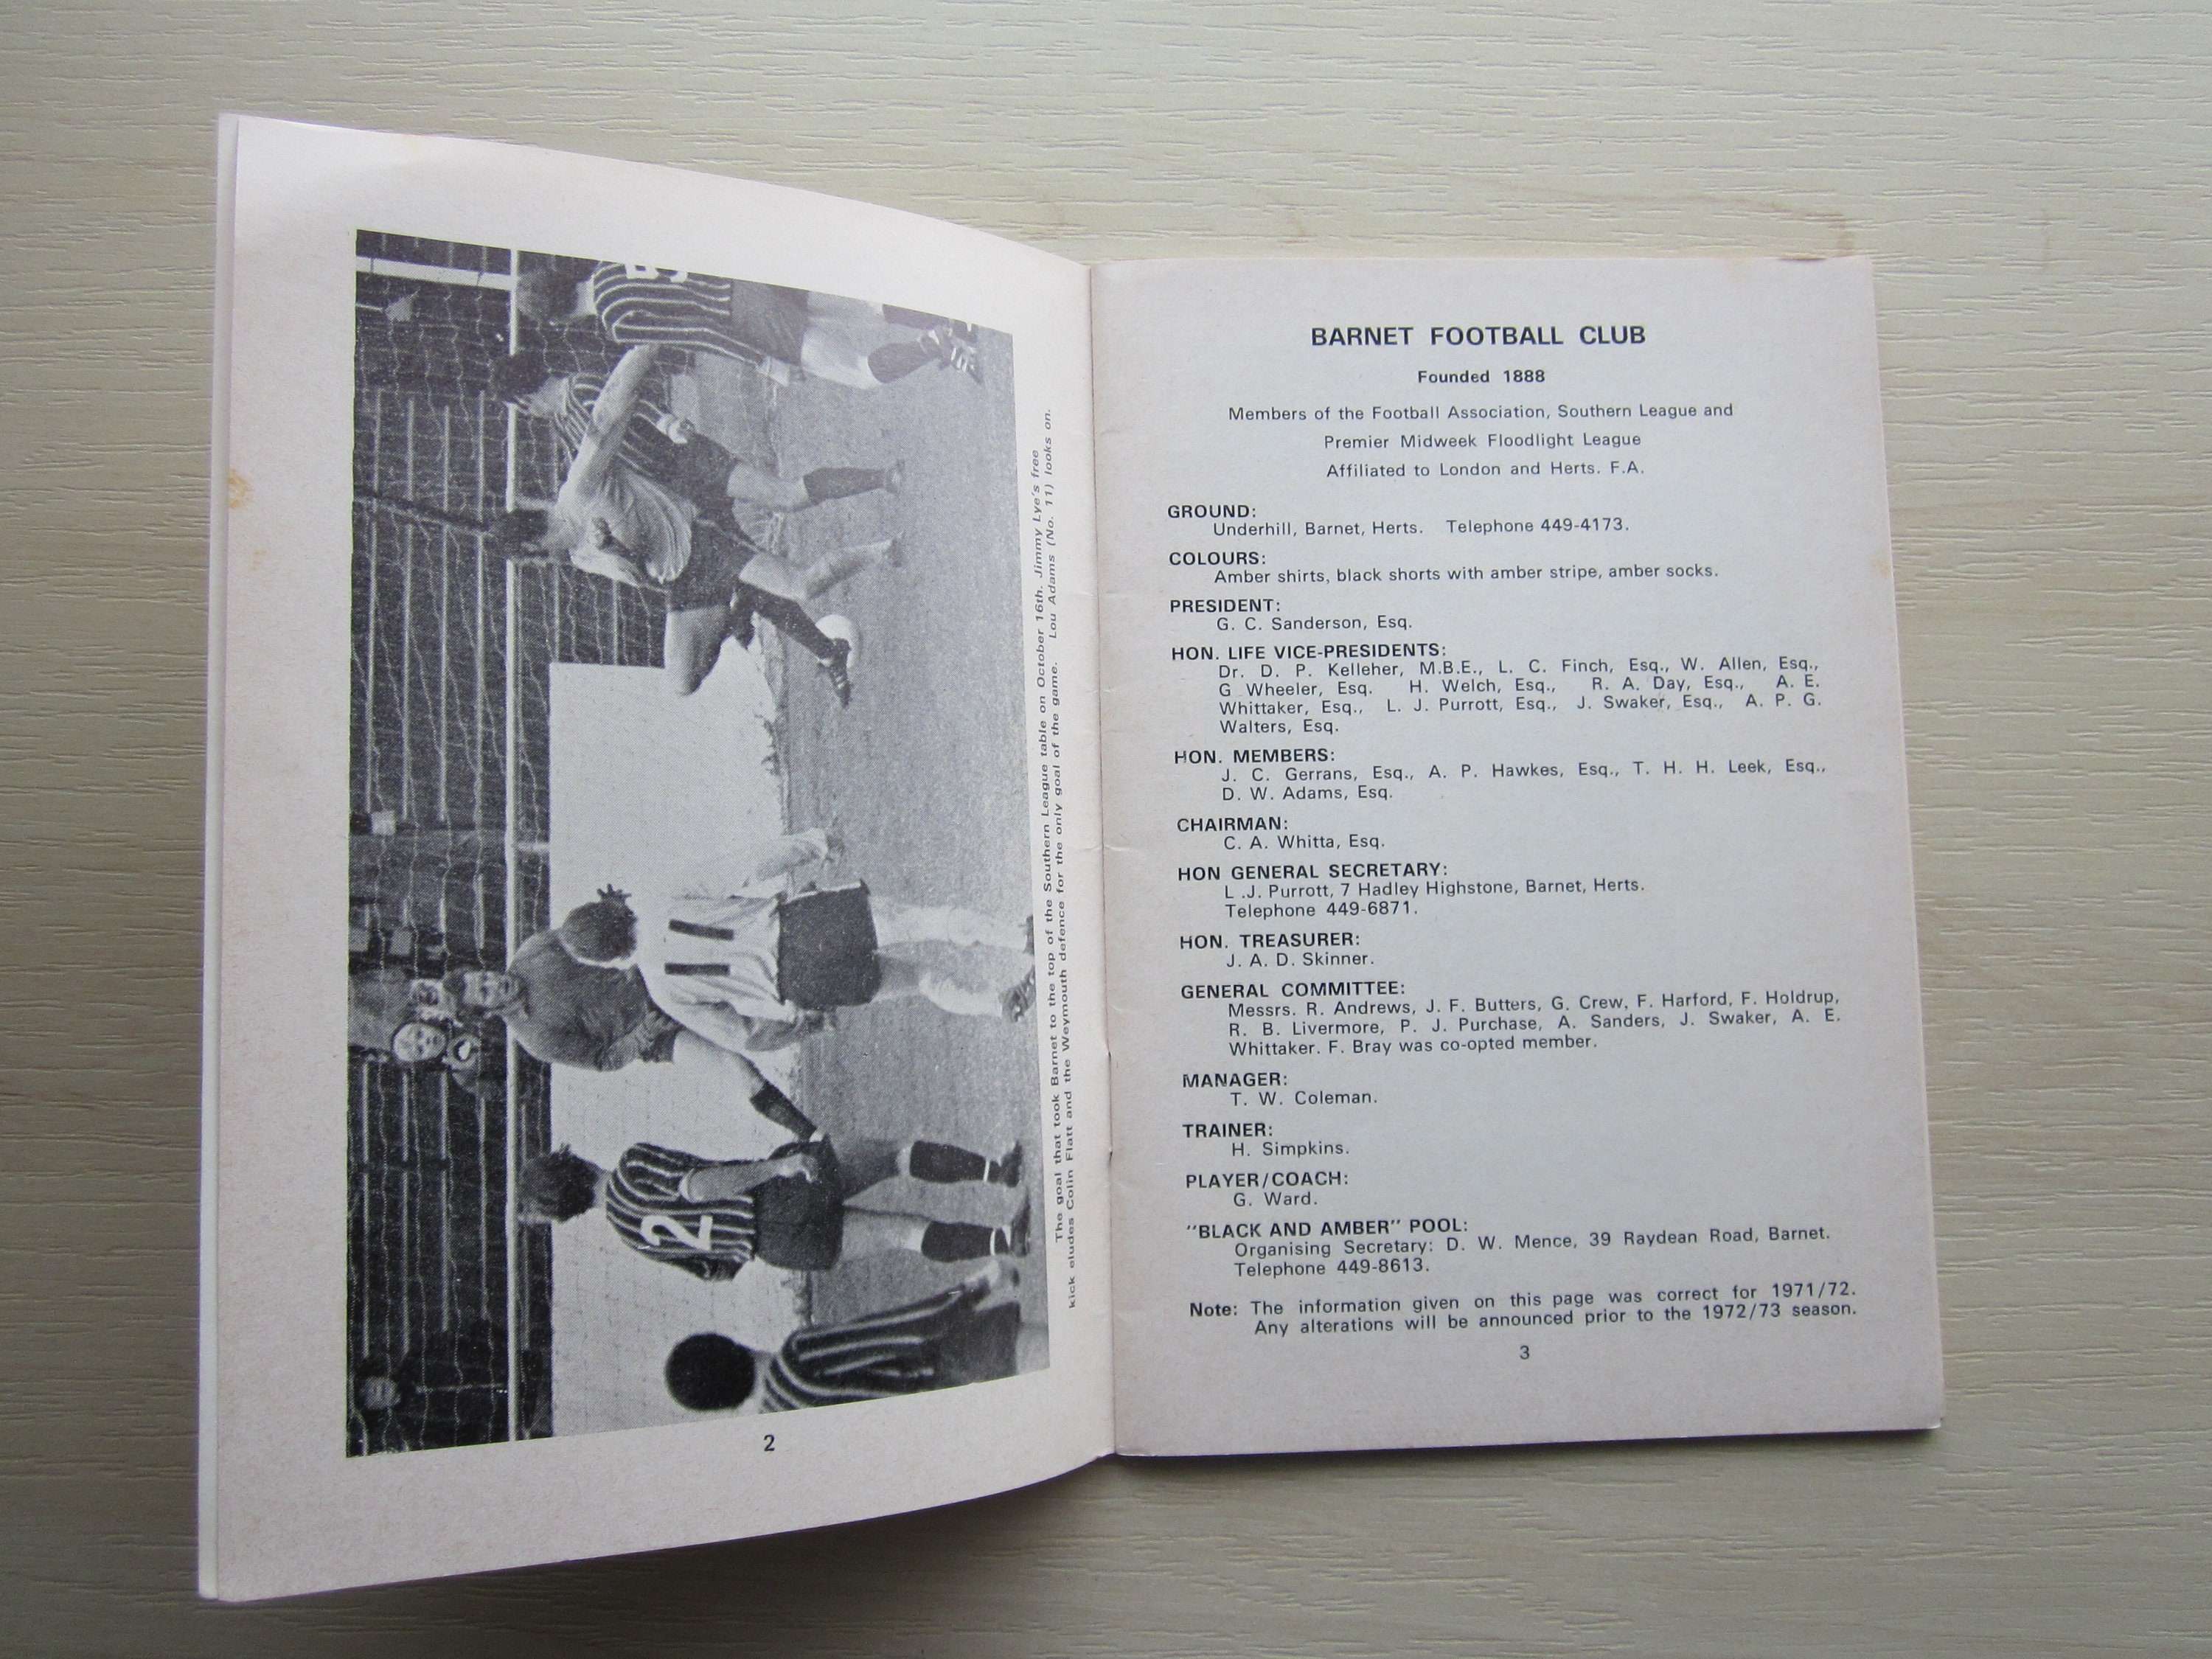 5
2
11
The goal that took Barnet to the top of the Southern League table on October 16th. Jimmy Lye's free
kick eludes Colin Flatt and the Weymouth defence for the only goal of the game. Lou Adams (No. 11) looks on.
2
BARNET FOOTBALL CLUB
Founded 1888
Members of the Football Association, Southern League and
Premier Midweek Floodlight League
Affiliated to London and Herts. F.A.
GROUND:
Underhill, Barnet, Herts. Telephone 449-4173.
COLOURS:
Amber shirts, black shorts with amber stripe, amber socks.
PRESIDENT:
G. C. Sanderson, Esq.
HON. LIFE VICE-PRESIDENTS:
Dr. D. P. Kelleher, M.B.E., L. C. Finch, Esq., W. Allen, Esq.,
G Wheeler, Esq. H. Welch, Esq., R. A. Day, Esq., A. E.
Whittaker, Esq., L. J. Purrott, Esq., J. Swaker, Esq., A. P. G.
Walters, Esq.
HON. MEMBERS:
J. C. Gerrans, Esq., A. P. Hawkes, Esq., T. H. H. Leek, Esq.,
D. W. Adams, Esq.
CHAIRMAN:
C. A. Whitta, Esq.
HON GENERAL SECRETARY:
L .J. Purrott, 7 Hadley Highstone, Barnet, Herts.
Telephone 449-6871.
HON. TREASURER:
J. A. D. Skinner.
GENERAL COMMITTEE:
Messrs. R. Andrews, J. F. Butters, G. Crew, F. Harford, F. Holdrup,
R. B. Livermore, P. J. Purchase, A. Sanders, J. Swaker, A. E.
Whittaker. F. Bray was co-opted member.
MANAGER:
T. W. Coleman.
TRAINER:
H. Simpkins.
PLAYER/COACH:
G. Ward.
"BLACK AND AMBER" POOL:
Organising Secretary: D. W. Mence, 39 Raydean Road, Barnet.
Telephone 449-8613.
Note: The information given on this page was correct for 1971/72.
Any alterations will be announced prior to the 1972/73 season.
3